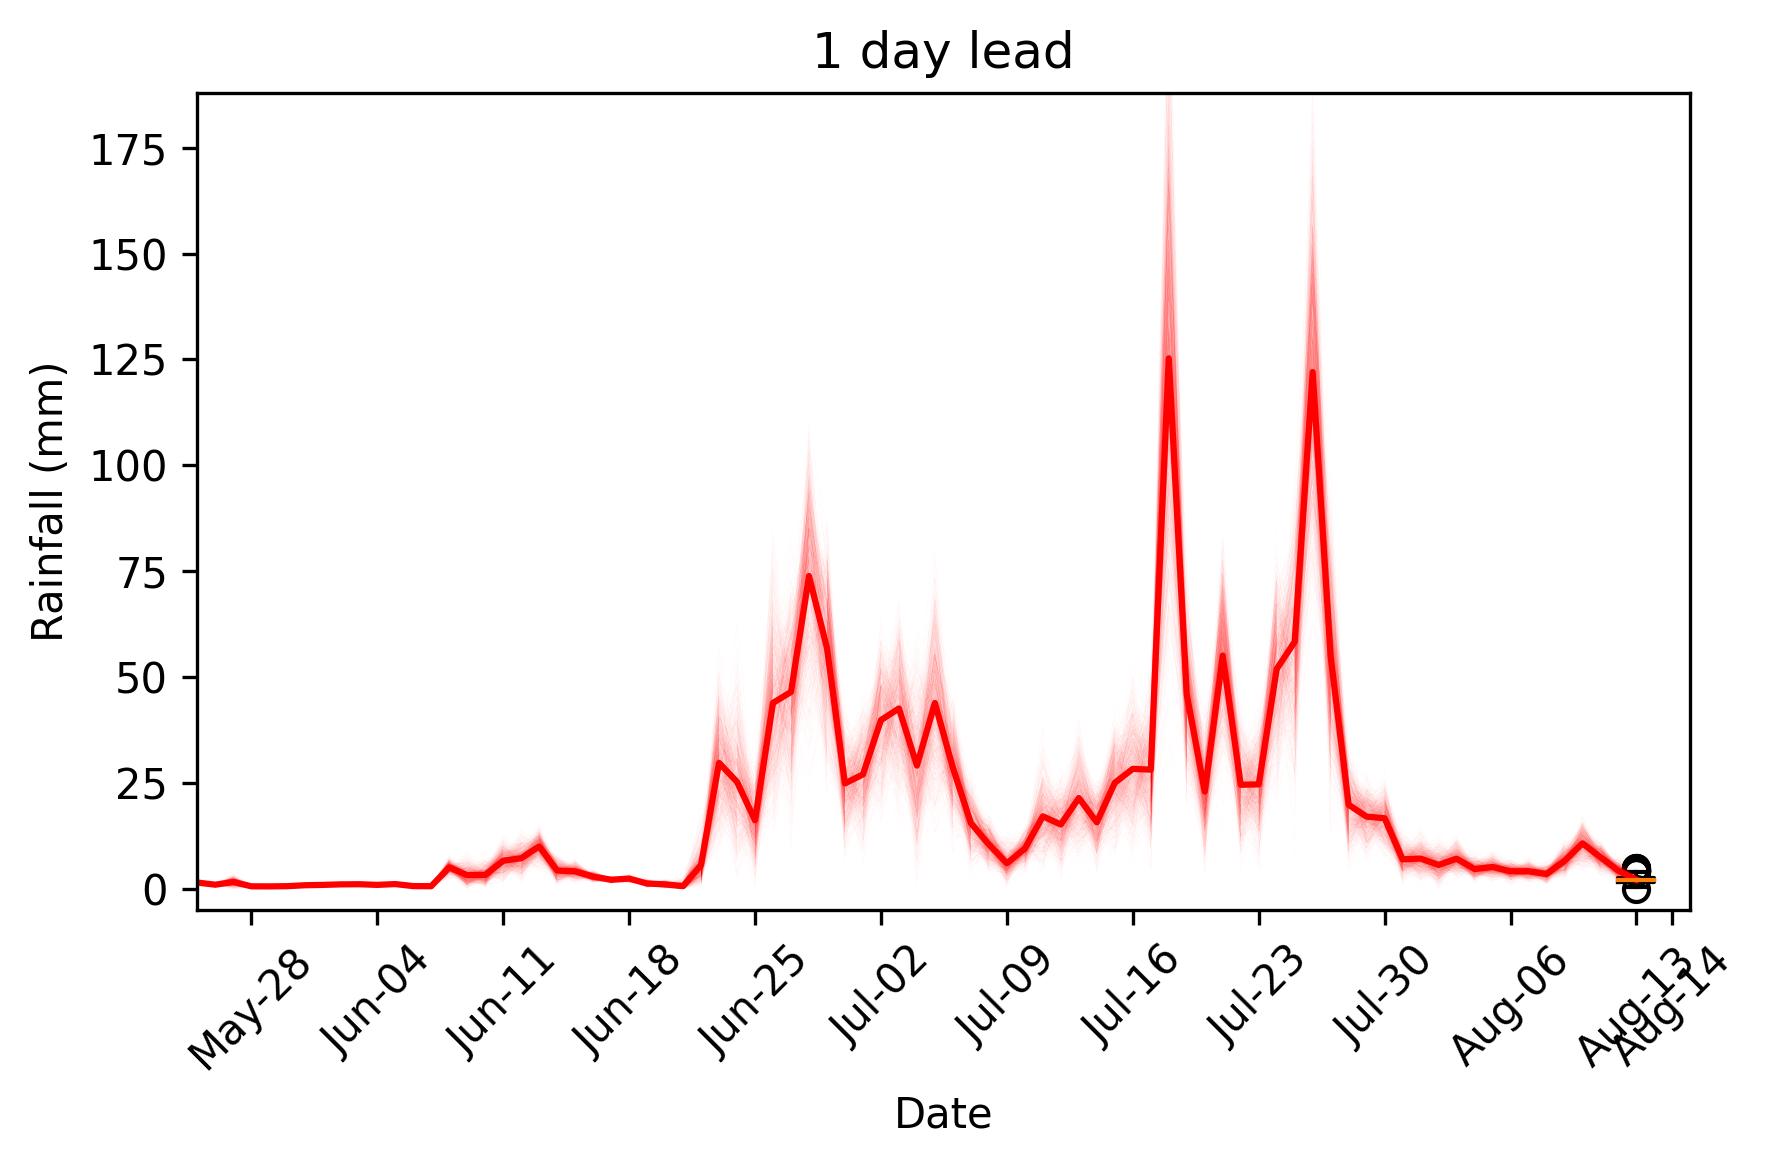 1 day lead
Rainfall (mm)
175
150
125
100
75
50
25
0
May-28
Jun-04
Jun-11
Jun-18
Jun-25
Jul-02
Jul-09
Jul-16
Jul-23
Jul-30
Aug-06
Aug-13
Aug-14
Date